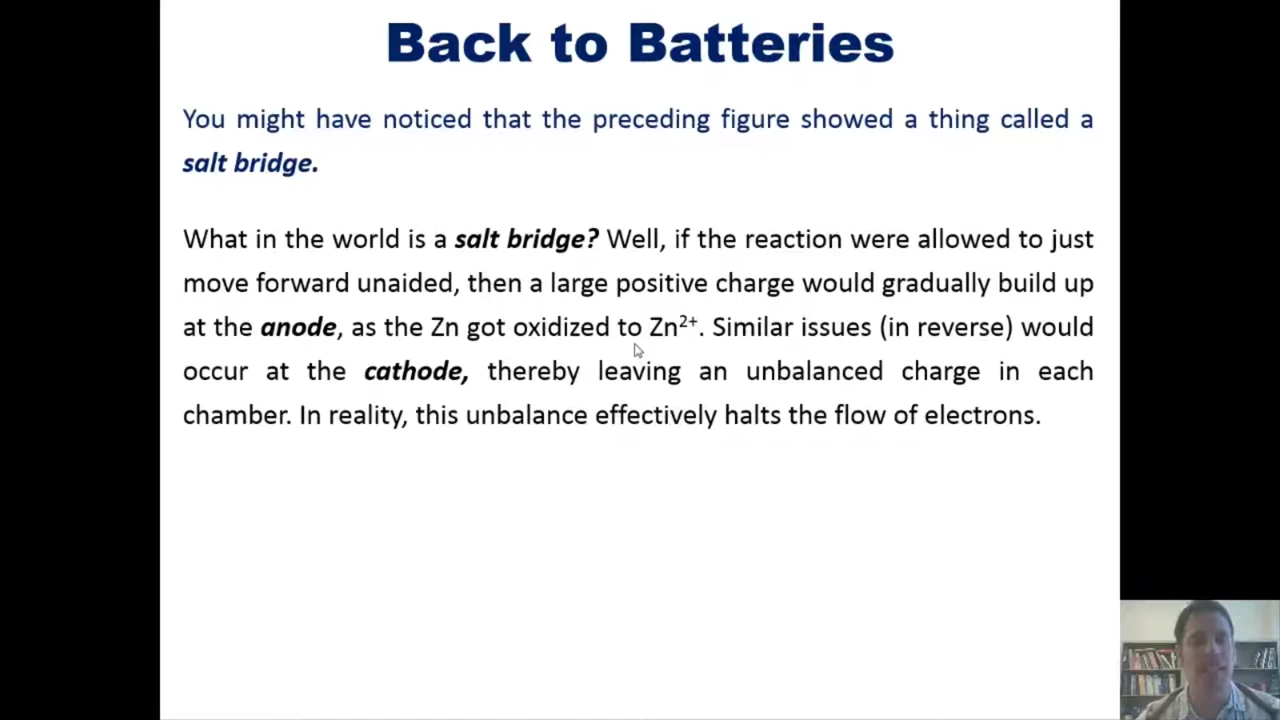 Back to Batteries
You might have noticed that the preceding figure showed a thing called a
salt bridge.
What in the world is a salt bridge? Well, if the reaction were allowed to just
move forward unaided, then a large positive charge would gradually build up
at the anode, as the Zn got oxidized to Zn²⁺. Similar issues (in reverse) would
occur at the cathode, thereby leaving an unbalanced charge in each
chamber. In reality, this unbalance effectively halts the flow of electrons.